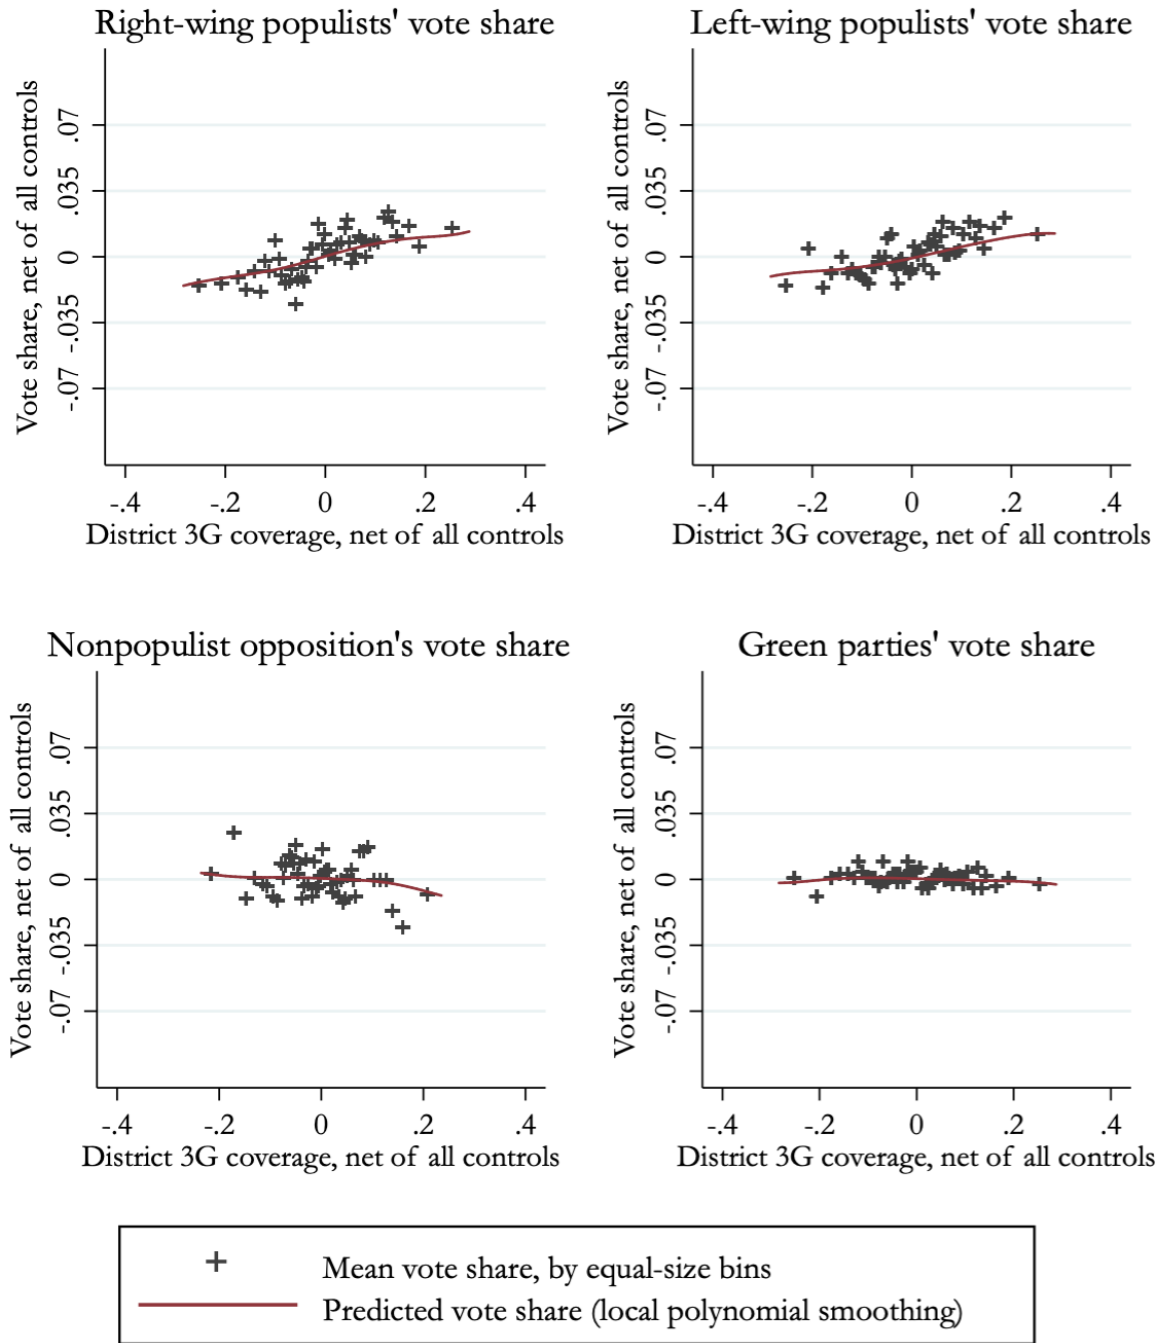 Right-wing populists' vote share
Left-wing populists' vote share
Vote share, net of all controls
.07
.035
0
-.035
-.07
-.4 -.2 0 .2 .4
District 3G coverage, net of all controls
Vote share, net of all controls
.07
.035
0
-.035
-.07
-.4 -.2 0 .2 .4
District 3G coverage, net of all controls
Nonpopulist opposition's vote share
Green parties' vote share
Vote share, net of all controls
.07
.035
0
-.035
-.07
-.4 -.2 0 .2 .4
District 3G coverage, net of all controls
Vote share, net of all controls
.07
.035
0
-.035
-.07
-.4 -.2 0 .2 .4
District 3G coverage, net of all controls
Mean vote share, by equal-size bins
Predicted vote share (local polynomial smoothing)